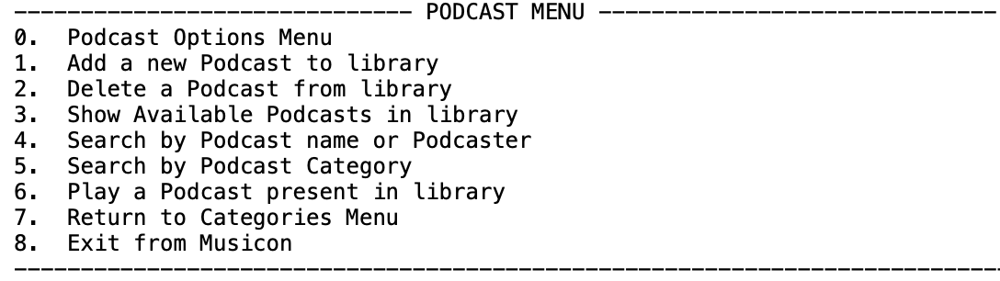 ------------------------------ PODCAST MENU ------------------------------
0.  Podcast Options Menu
1.  Add a new Podcast to library
2.  Delete a Podcast from library
3.  Show Available Podcasts in library
4.  Search by Podcast name or Podcaster
5.  Search by Podcast Category
6.  Play a Podcast present in library
7.  Return to Categories Menu
8.  Exit from Musicon
---------------------------------------------------------------------------